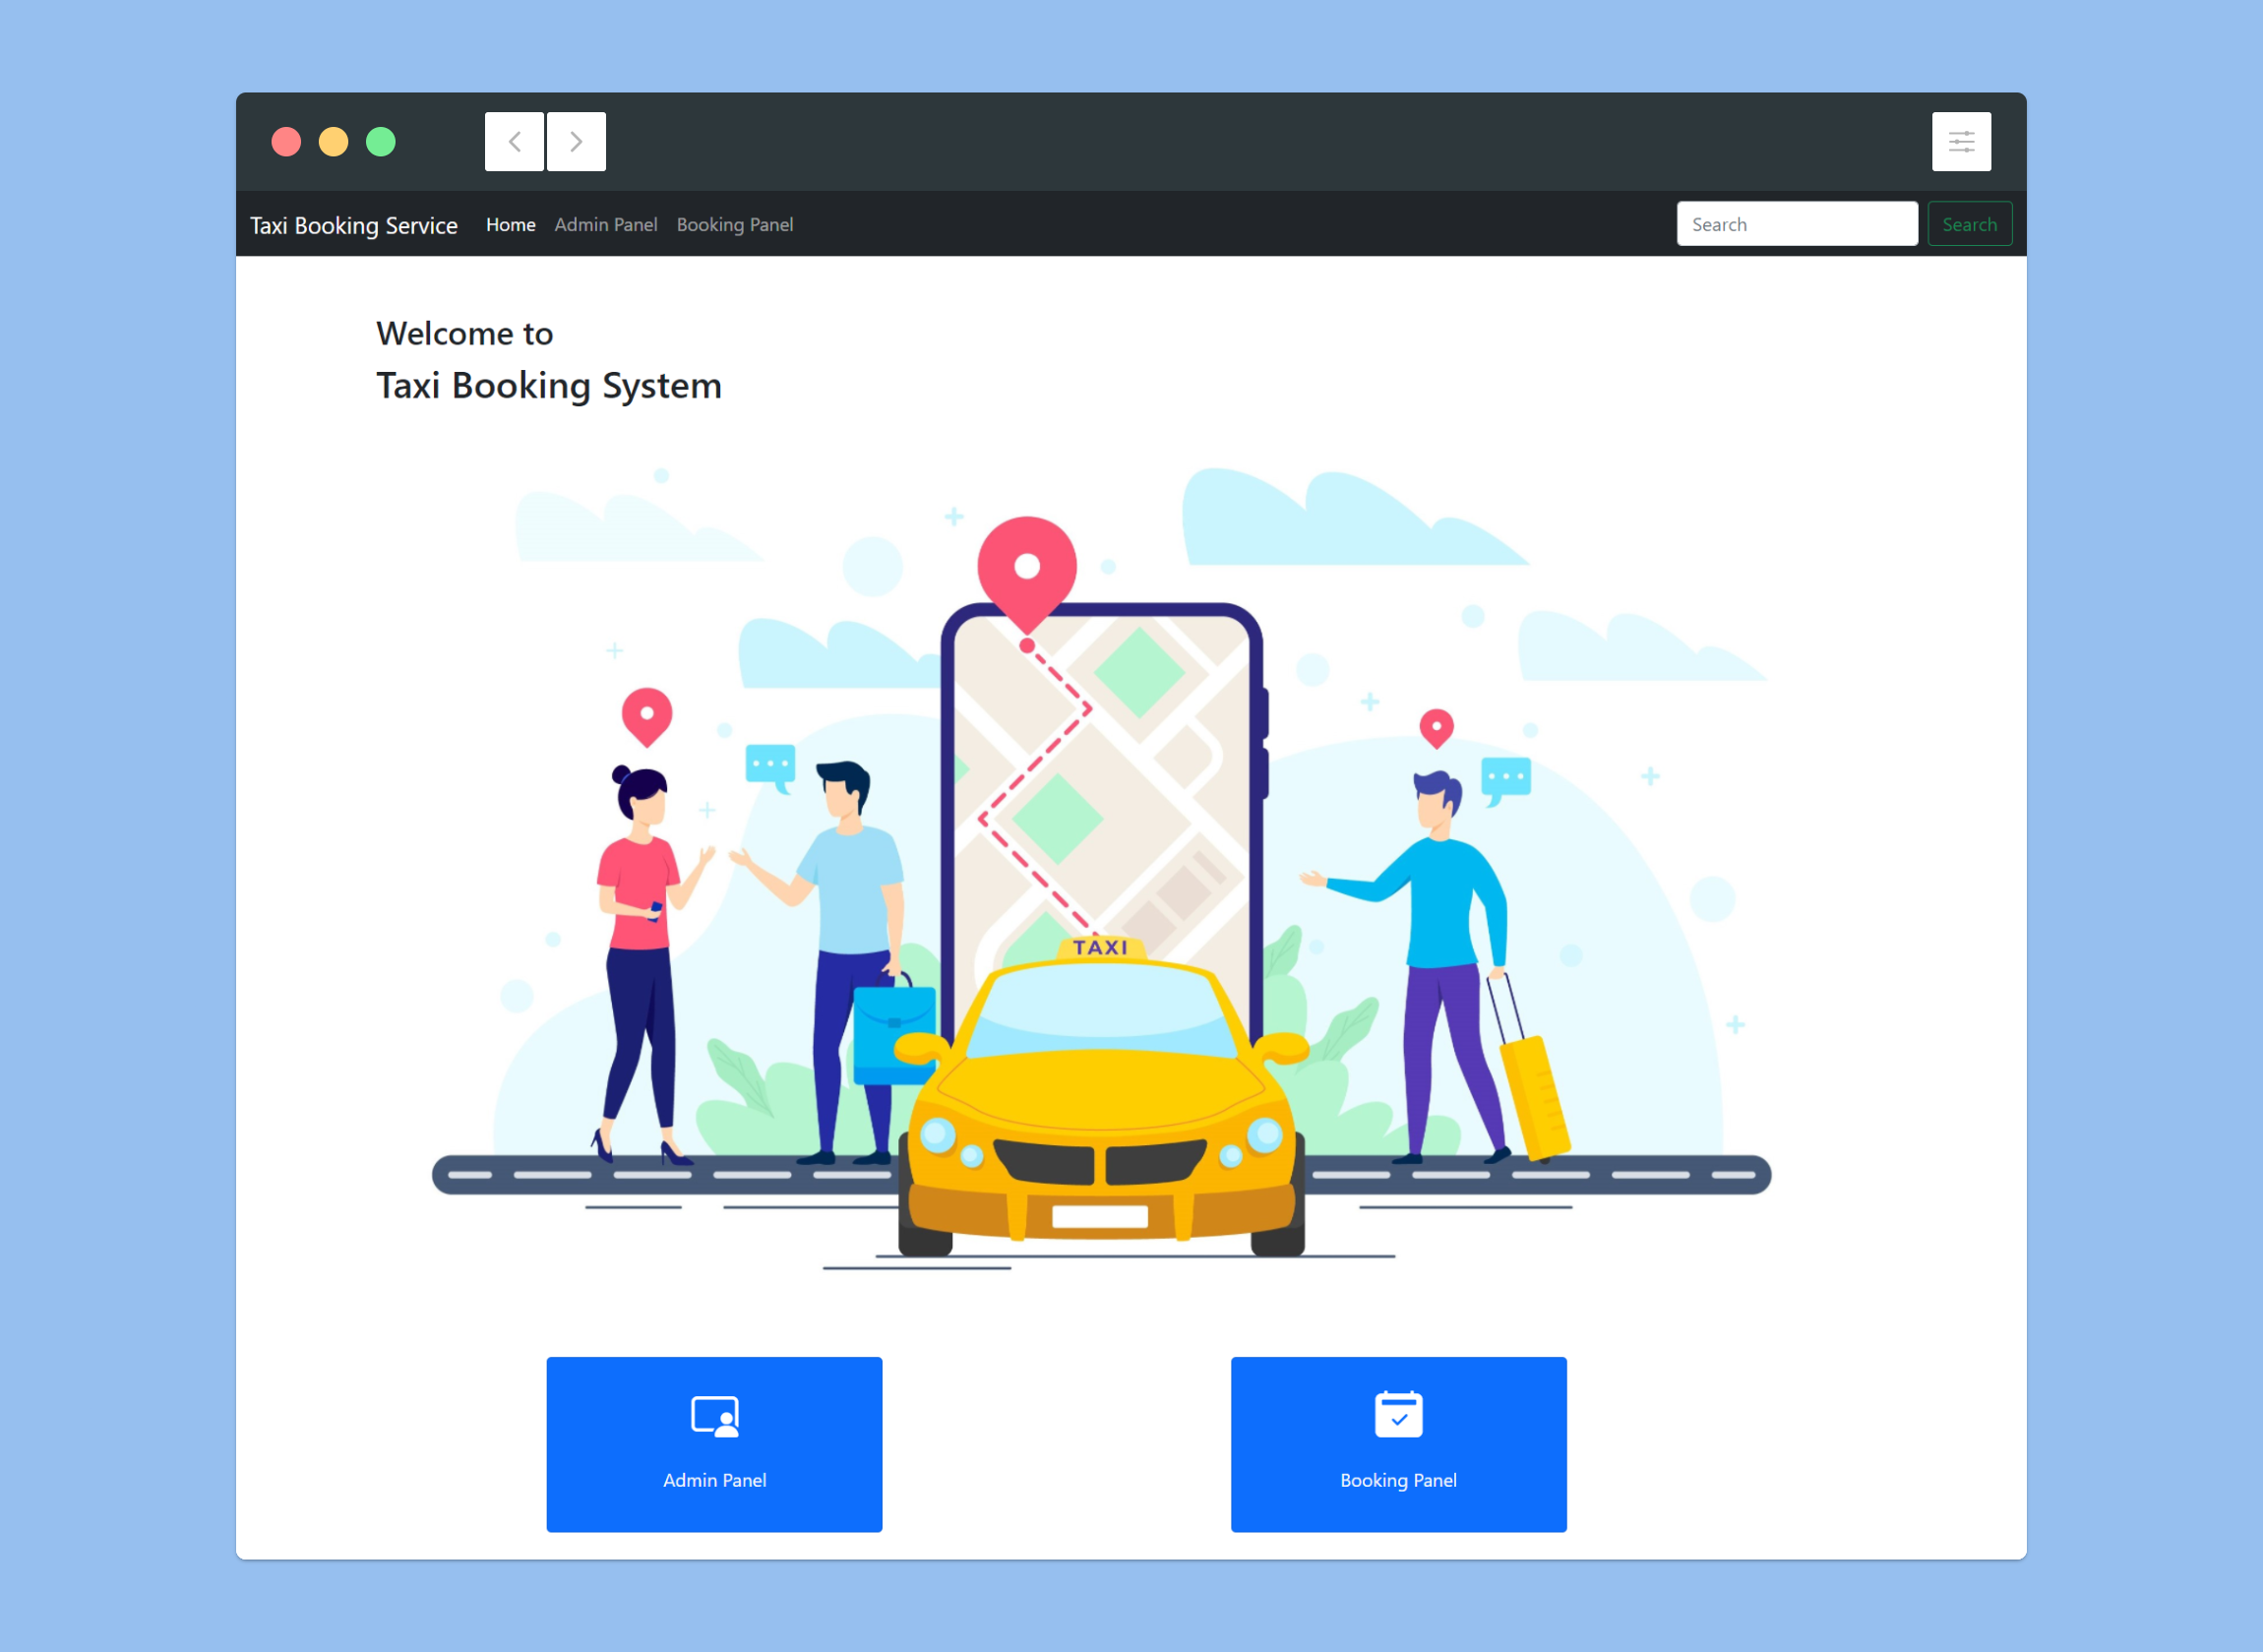 Taxi Booking Service Home Admin Panel Booking Panel Search Search
Welcome to
Taxi Booking System
TAXI
Admin Panel Booking Panel